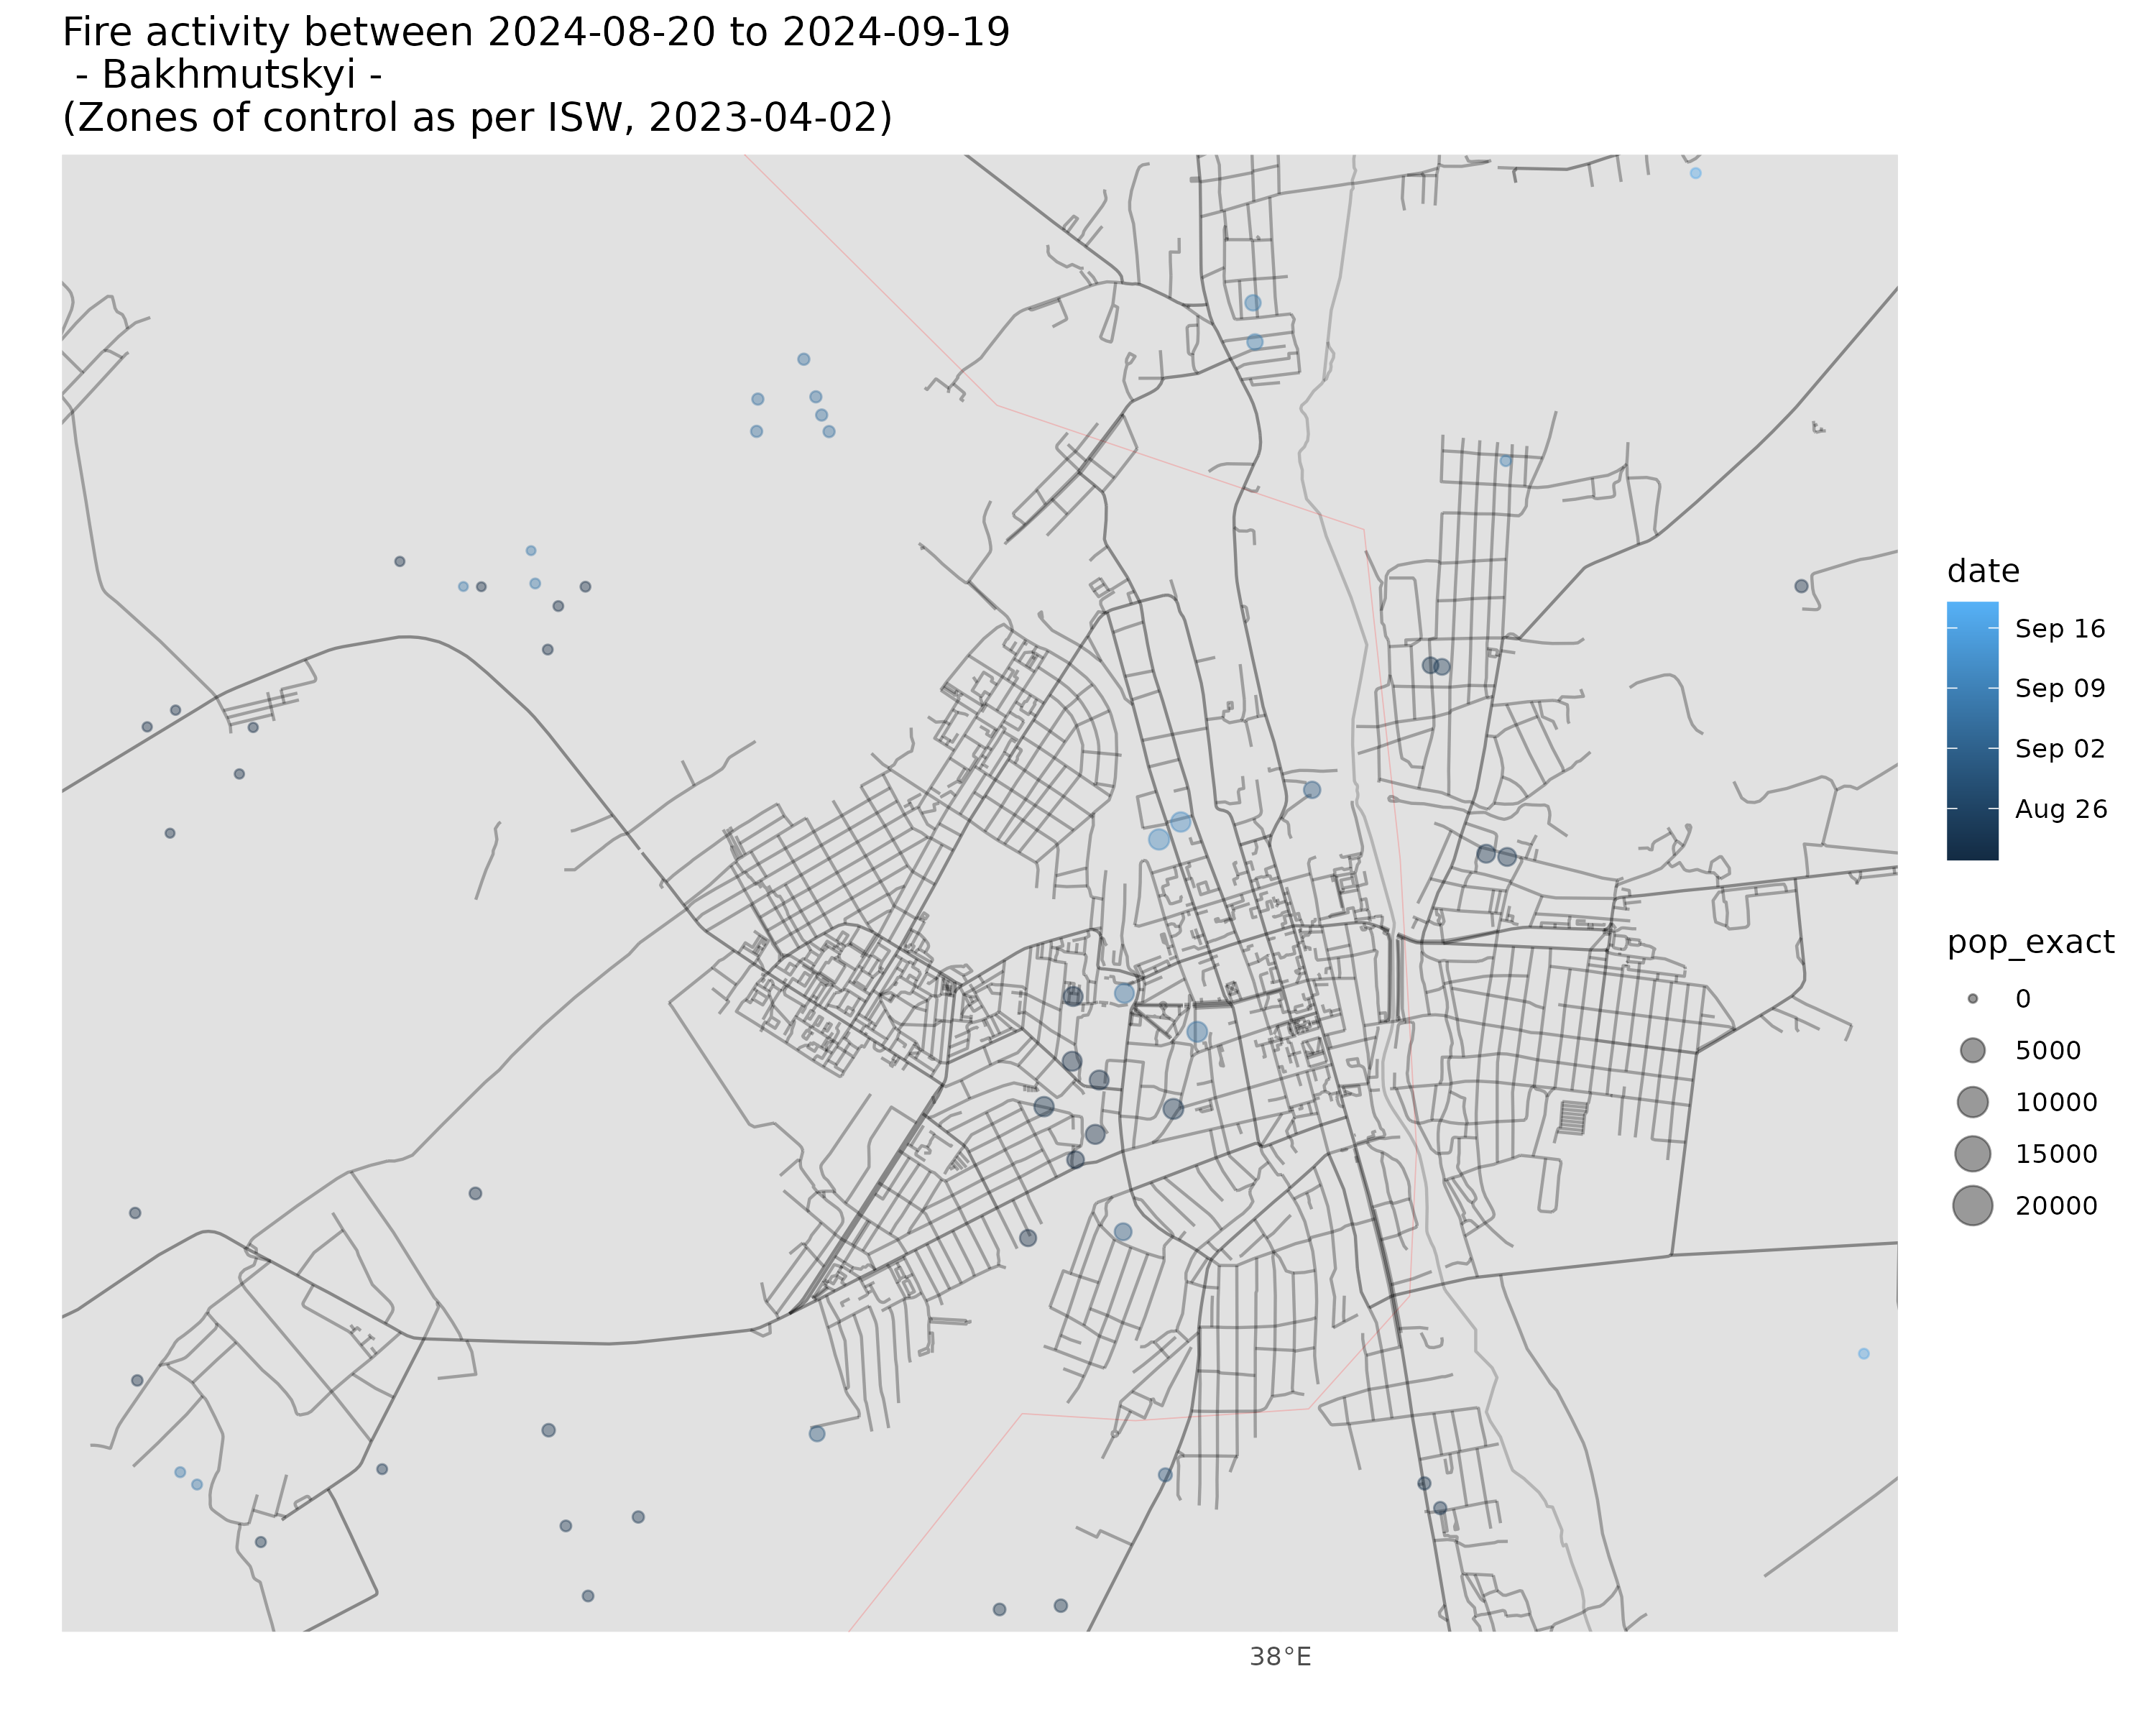 Fire activity between 2024-08-20 to 2024-09-19
- Bakhmutskyi -
(Zones of control as per ISW, 2023-04-02)
date
Sep 16
Sep 09
Sep 02
Aug 26
pop_exact
0
5000
10000
15000
20000
38°E